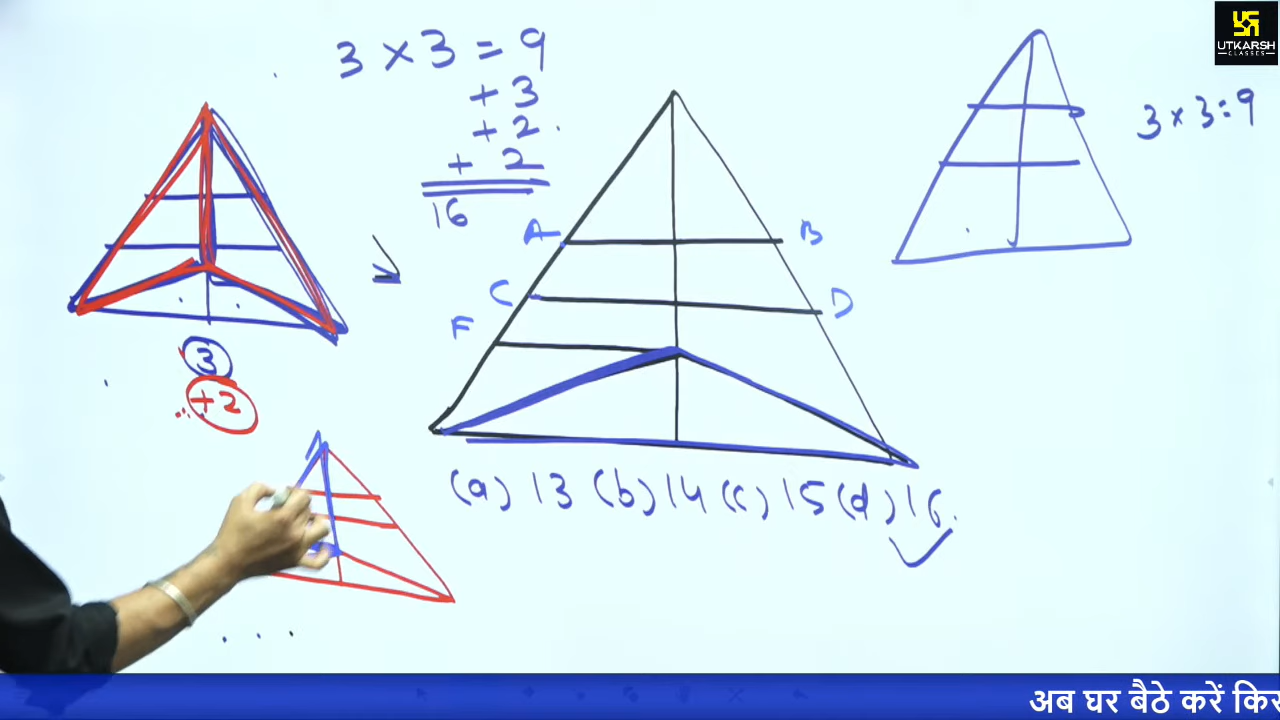 3 × 3 = 9
+ 3
+ 2
+ 2
16
3 × 3 = 9
UTKARSH
CLASSES
A
B
C
D
F
3
+2
(a) 13 (b) 14 (c) 15 (d) 16
अब घर बैठे करें